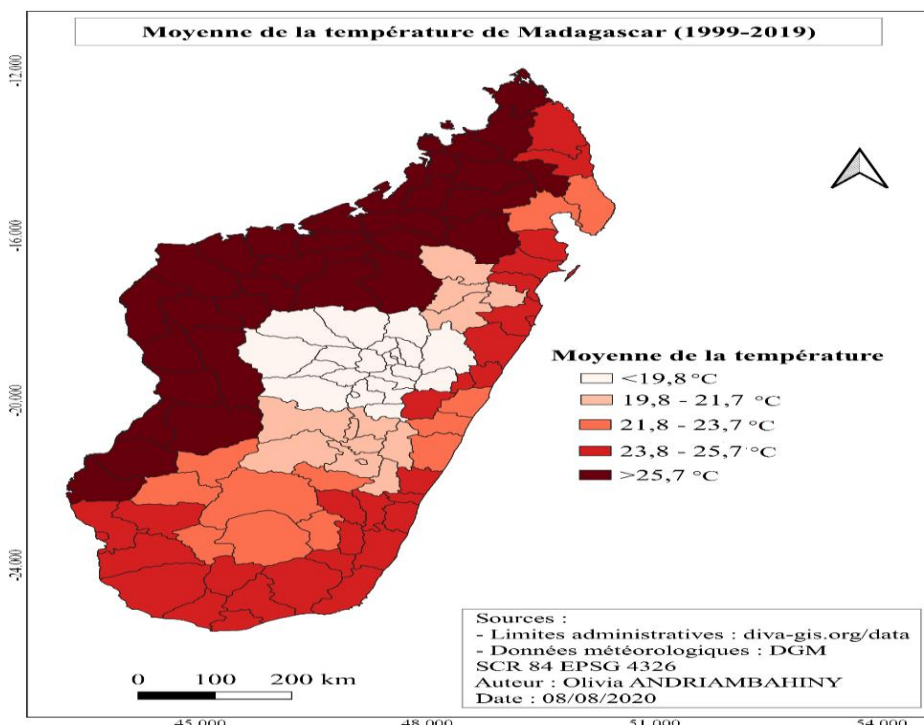 Moyenne de la température de Madagascar (1999-2019)
-12.000
-16.000
-20.000
-24.000
Moyenne de la température
<19,8 °C
19,8 - 21,7 °C
21,8 - 23,7 °C
23,8 - 25,7 °C
>25,7 °C
Sources :
- Limites administratives : diva-gis.org/data
- Données météorologiques : DGM
SCR 84 EPSG 4326
Auteur : Olivia ANDRIAMBAHINY
Date : 08/08/2020
0 100 200 km
45.000 48.000 51.000 54.000